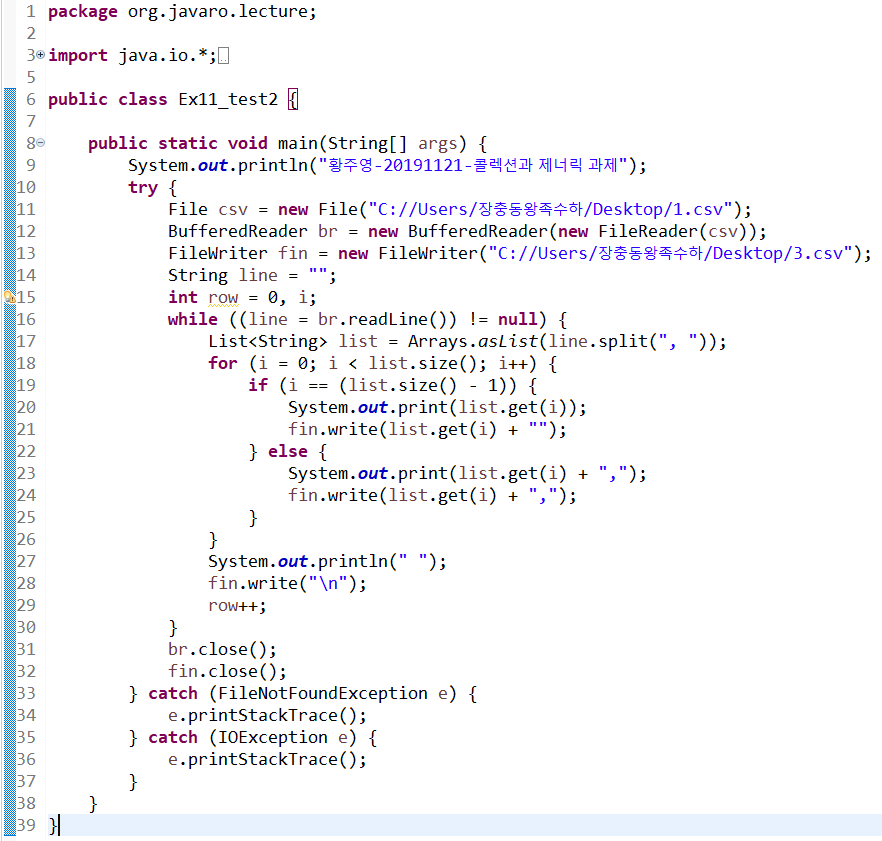 1 package org.javaro.lecture;
2
3 import java.io.*;
5
6 public class Ex11_test2 {
7
8     public static void main(String[] args) {
9         System.out.println("황주영-20191121-콜렉션과 제너릭 과제");
10         try {
11             File csv = new File("C://Users/장충동왕족수하/Desktop/1.csv");
12             BufferedReader br = new BufferedReader(new FileReader(csv));
13             FileWriter fin = new FileWriter("C://Users/장충동왕족수하/Desktop/3.csv");
14             String line = "";
15             int row = 0, i;
16             while ((line = br.readLine()) != null) {
17                 List<String> list = Arrays.asList(line.split(", "));
18                 for (i = 0; i < list.size(); i++) {
19                     if (i == (list.size() - 1)) {
20                         System.out.print(list.get(i));
21                         fin.write(list.get(i) + "");
22                     } else {
23                         System.out.print(list.get(i) + ",");
24                         fin.write(list.get(i) + ",");
25                     }
26                 }
27                 System.out.println(" ");
28                 fin.write("\n");
29                 row++;
30             }
31             br.close();
32             fin.close();
33         } catch (FileNotFoundException e) {
34             e.printStackTrace();
35         } catch (IOException e) {
36             e.printStackTrace();
37         }
38     }
39 }